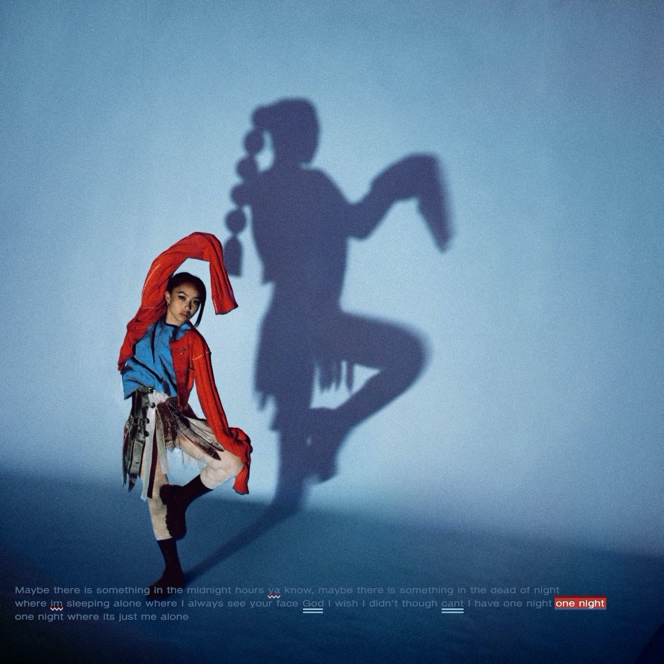 Maybe there is something in the midnight hours ya know, maybe there is something in the dead of night
where im sleeping alone where I always see your face God I wish I didn't though cant I have one night one night
one night where its just me alone